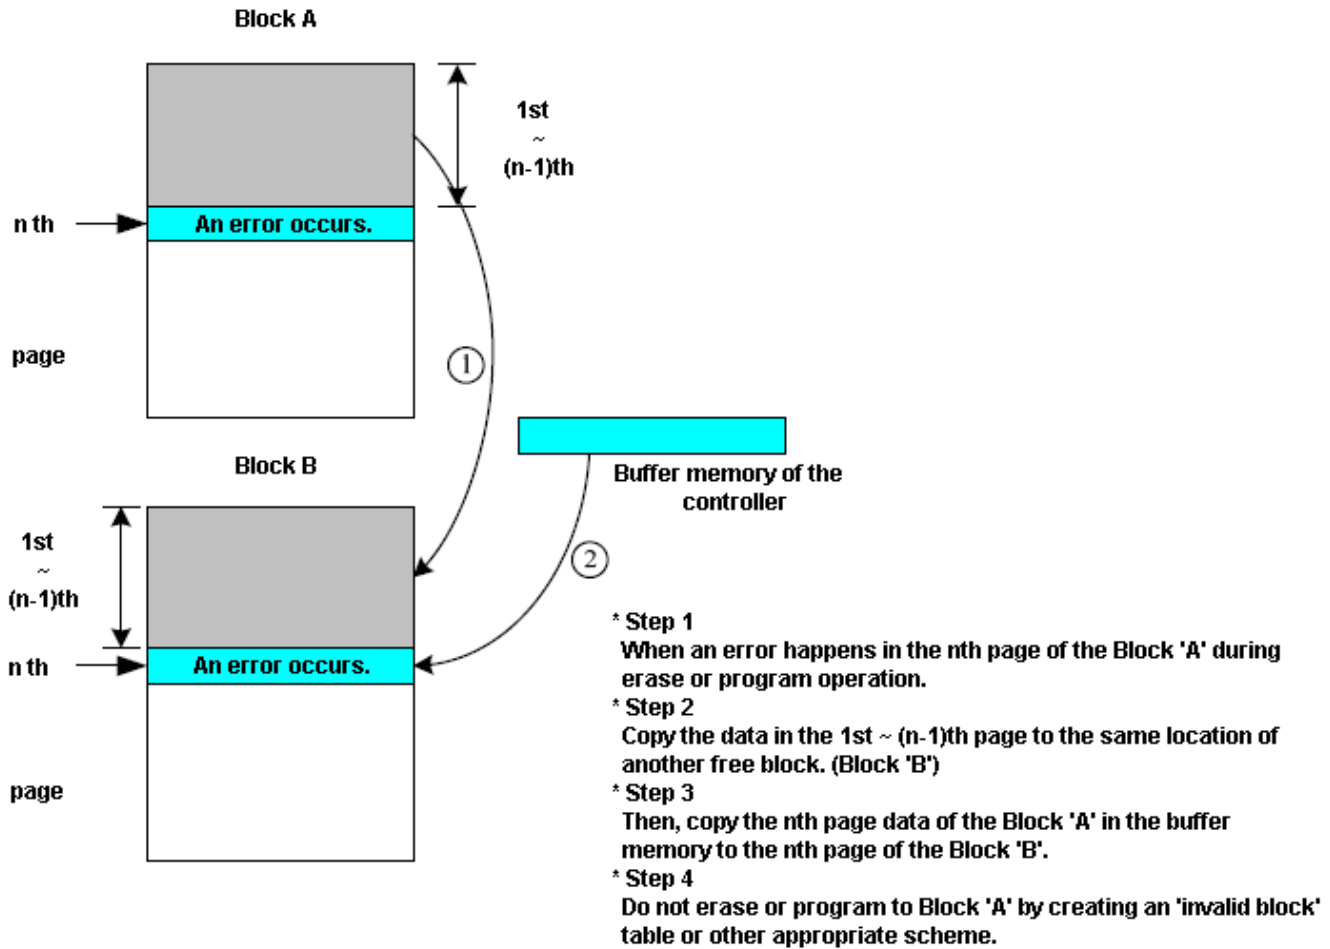 Block A
1st
~
(n-1)th
n th
An error occurs.
page
1
Buffer memory of the
controller
Block B
1st
~
(n-1)th
2
n th
An error occurs.
page
* Step 1
When an error happens in the nth page of the Block 'A' during
erase or program operation.
* Step 2
Copy the data in the 1st ~ (n-1)th page to the same location of
another free block. (Block 'B')
* Step 3
Then, copy the nth page data of the Block 'A' in the buffer
memory to the nth page of the Block 'B'.
* Step 4
Do not erase or program to Block 'A' by creating an 'invalid block'
table or other appropriate scheme.